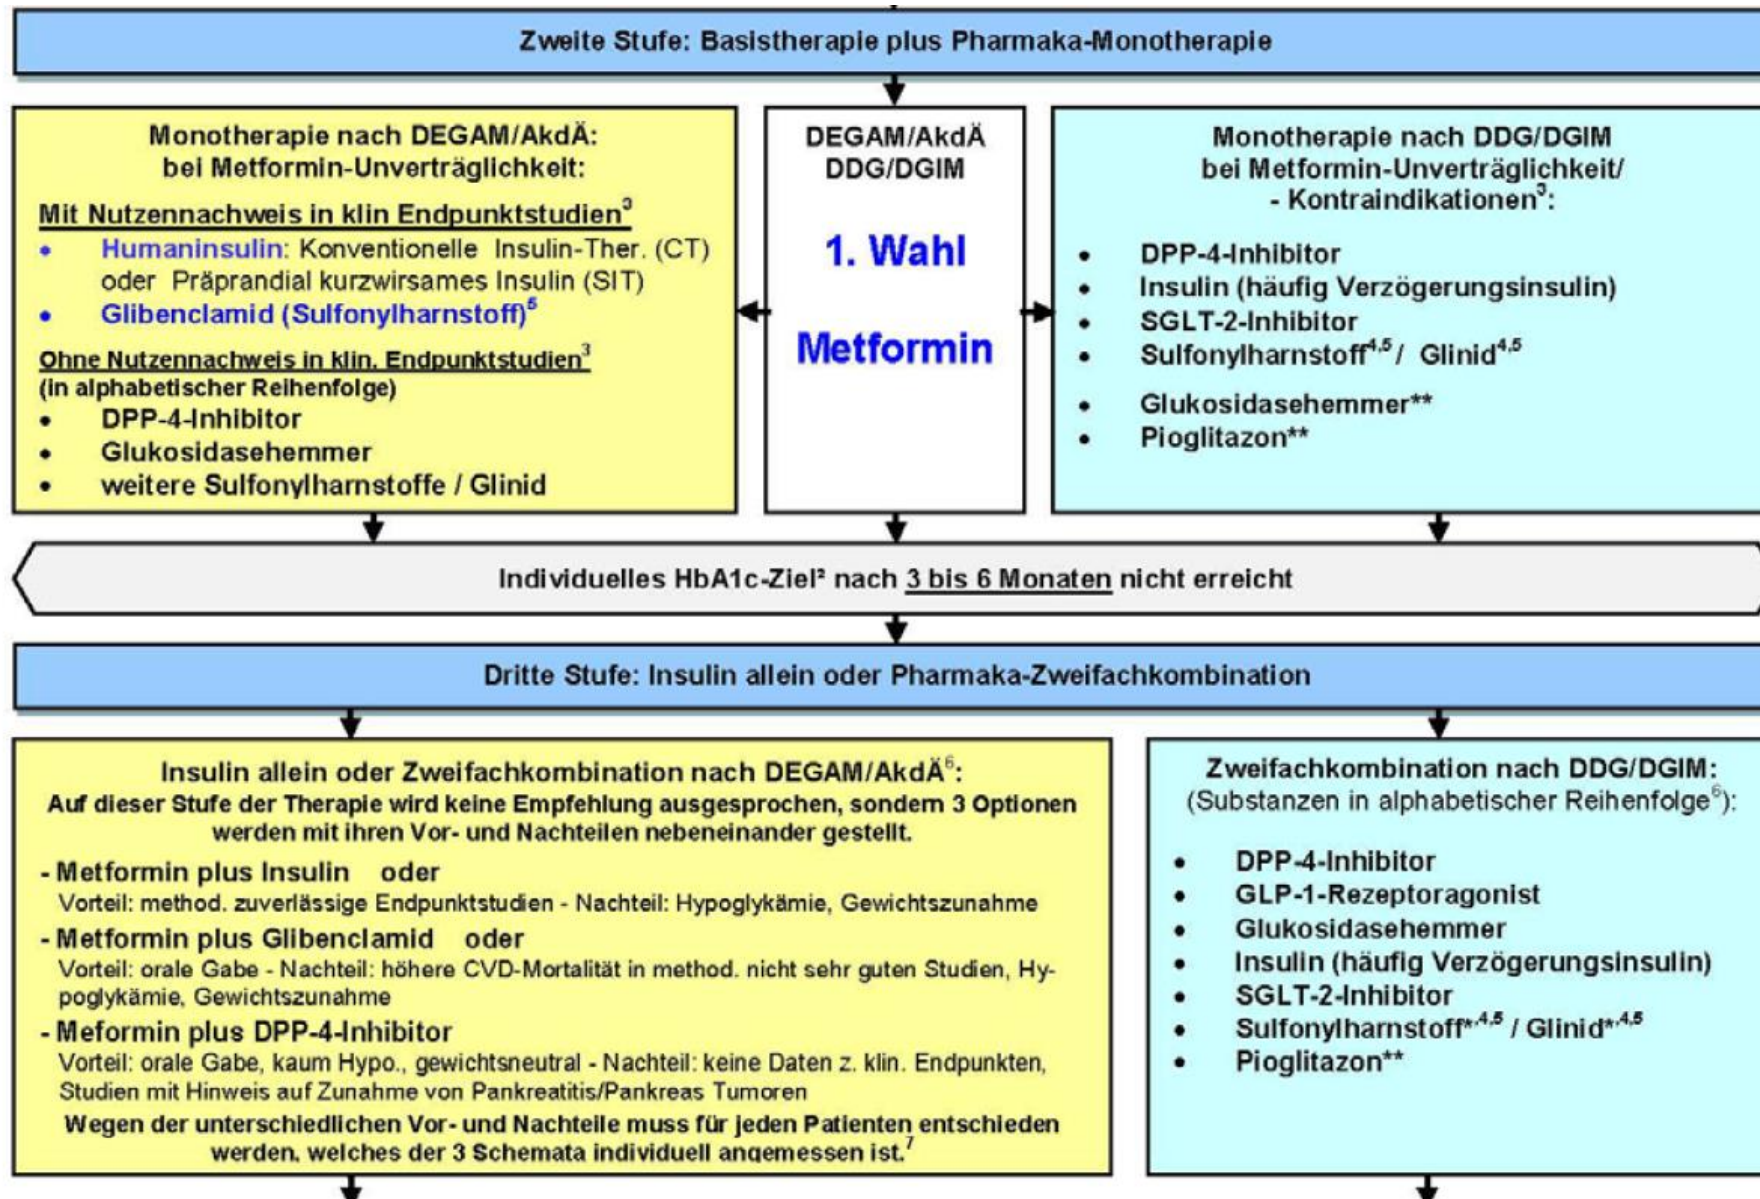 Zweite Stufe: Basistherapie plus Pharmaka-Monotherapie
Monotherapie nach DEGAM/AkdÄ:
bei Metformin-Unverträglichkeit:
Mit Nutzennachweis in klin Endpunktstudien³
• Humaninsulin: Konventionelle Insulin-Ther. (CT)
oder Präprandial kurzwirsames Insulin (SIT)
• Glibenclamid (Sulfonylharnstoff)⁵
Ohne Nutzennachweis in klin. Endpunktstudien³
(in alphabetischer Reihenfolge)
• DPP-4-Inhibitor
• Glukosidasehemmer
• weitere Sulfonylharnstoffe / Glinid
DEGAM/AkdÄ
DDG/DGIM
1. Wahl
Metformin
Monotherapie nach DDG/DGIM
bei Metformin-Unverträglichkeit/
- Kontraindikationen³:
• DPP-4-Inhibitor
• Insulin (häufig Verzögerungsinsulin)
• SGLT-2-Inhibitor
• Sulfonylharnstoff⁴,⁵ / Glinid⁴,⁵
• Glukosidasehemmer**
• Pioglitazon**
Individuelles HbA1c-Ziel² nach 3 bis 6 Monaten nicht erreicht
Dritte Stufe: Insulin allein oder Pharmaka-Zweifachkombination
Insulin allein oder Zweifachkombination nach DEGAM/AkdÄ⁶:
Auf dieser Stufe der Therapie wird keine Empfehlung ausgesprochen, sondern 3 Optionen
werden mit ihren Vor- und Nachteilen nebeneinander gestellt.
- Metformin plus Insulin oder
Vorteil: method. zuverlässige Endpunktstudien - Nachteil: Hypoglykämie, Gewichtszunahme
- Metformin plus Glibenclamid oder
Vorteil: orale Gabe - Nachteil: höhere CVD-Mortalität in method. nicht sehr guten Studien, Hy-
poglykämie, Gewichtszunahme
- Meformin plus DPP-4-Inhibitor
Vorteil: orale Gabe, kaum Hypo., gewichtsneutral - Nachteil: keine Daten z. klin. Endpunkten,
Studien mit Hinweis auf Zunahme von Pankreatitis/Pankreas Tumoren
Wegen der unterschiedlichen Vor- und Nachteile muss für jeden Patienten entschieden
werden, welches der 3 Schemata individuell angemessen ist.⁷
Zweifachkombination nach DDG/DGIM:
(Substanzen in alphabetischer Reihenfolge⁶):
• DPP-4-Inhibitor
• GLP-1-Rezeptoragonist
• Glukosidasehemmer
• Insulin (häufig Verzögerungsinsulin)
• SGLT-2-Inhibitor
• Sulfonylharnstoff*,⁴,⁵ / Glinid*,⁴,⁵
• Pioglitazon**